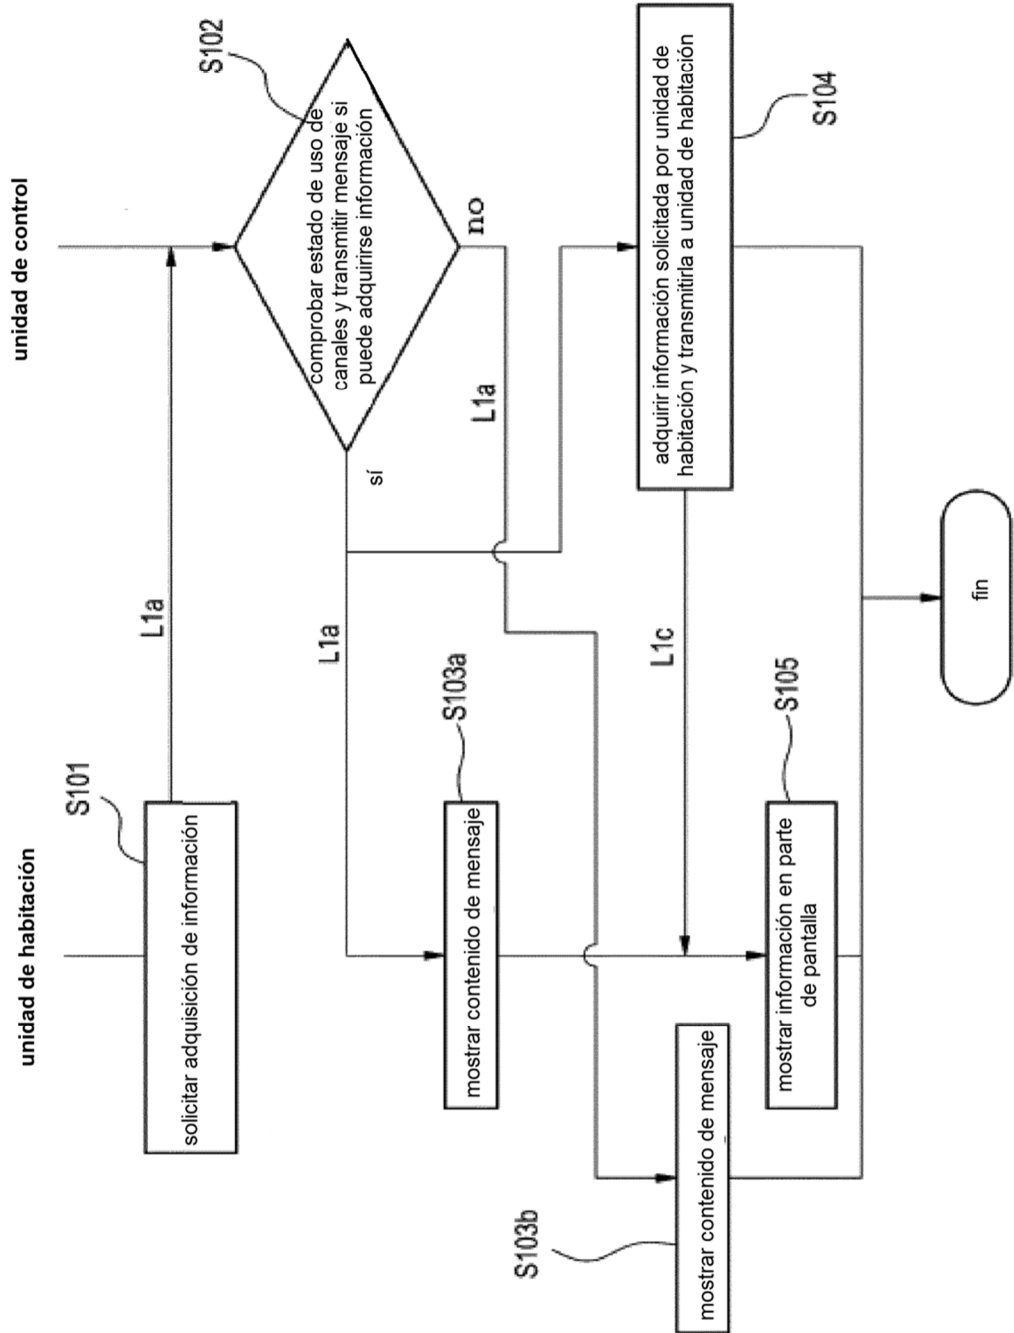 unidad de habitación
unidad de control
S101
solicitar adquisición de información
L1a
S102
comprobar estado de uso de
canales y transmitir mensaje si
puede adquirirse información
sí
no
L1a
L1a
S103a
mostrar contenido de mensaje
S104
adquirir información solicitada por unidad de
habitación y transmitirla a unidad de habitación
L1c
S103b
mostrar contenido de mensaje
S105
mostrar información en parte
de pantalla
fin